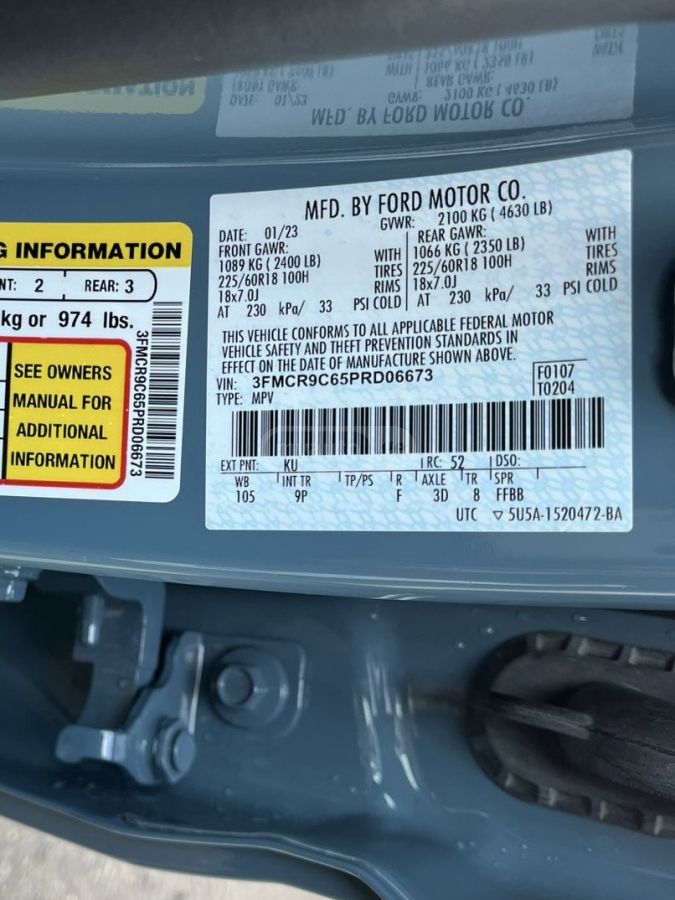 MFD. BY FORD MOTOR CO.
DATE: 01/23 GVWR: 2100 KG ( 4630 LB)
FRONT GAWR: REAR GAWR:
1089 KG ( 2400 LB) WITH 1066 KG ( 2350 LB) WITH
225/60R18 100H TIRES 225/60R18 100H TIRES
18x7.0J RIMS 18x7.0J RIMS
AT 230 kPa/ 33 PSI COLD AT 230 kPa/ 33 PSI COLD
THIS VEHICLE CONFORMS TO ALL APPLICABLE FEDERAL MOTOR
VEHICLE SAFETY AND THEFT PREVENTION STANDARDS IN
EFFECT ON THE DATE OF MANUFACTURE SHOWN ABOVE.
VIN: 3FMCR9C65PRD06673 F0107
TYPE: MPV T0204
EXT PNT: KU RC: 52 DSO:
WB INT TR TP/PS R AXLE TR SPR
105 9P F 3D 8 FFBB
UTC ▽ 5U5A-1520472-BA
G INFORMATION
NT: 2 REAR: 3
kg or 974 lbs.
SEE OWNERS
MANUAL FOR
ADDITIONAL
INFORMATION
3FMCR9C65PRD06673